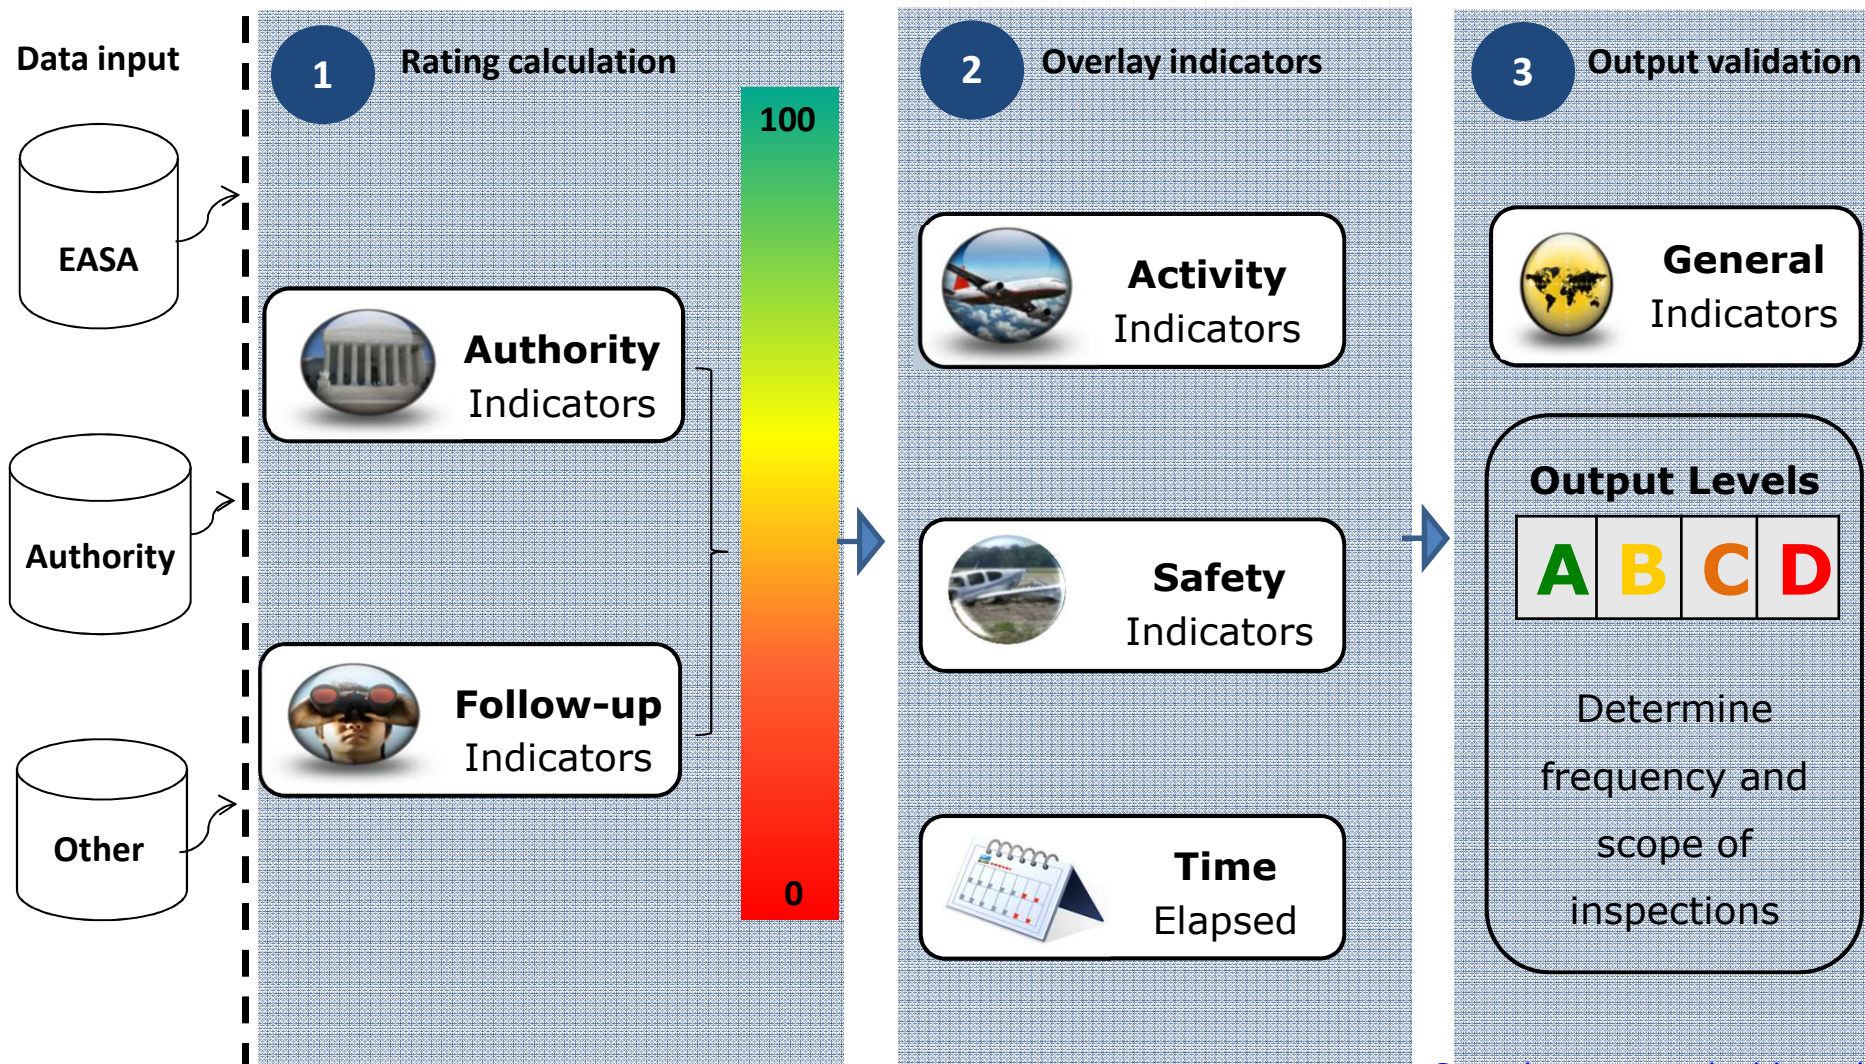 Data input
EASA
Authority
Other
1
Rating calculation
100
0
Authority
Indicators
Follow-up
Indicators
2
Overlay indicators
Activity
Indicators
Safety
Indicators
Time
Elapsed
3
Output validation
General
Indicators
Output Levels
A B C D
Determine
frequency and
scope of
inspections